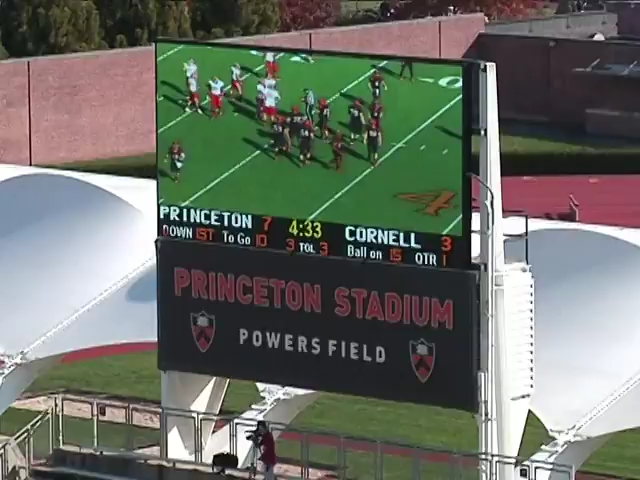 PRINCETON 7 4:33 CORNELL 3
DOWN 1ST To Go 10 3 TOL 3 Ball on 15 QTR 1
PRINCETON STADIUM
POWERS FIELD
4